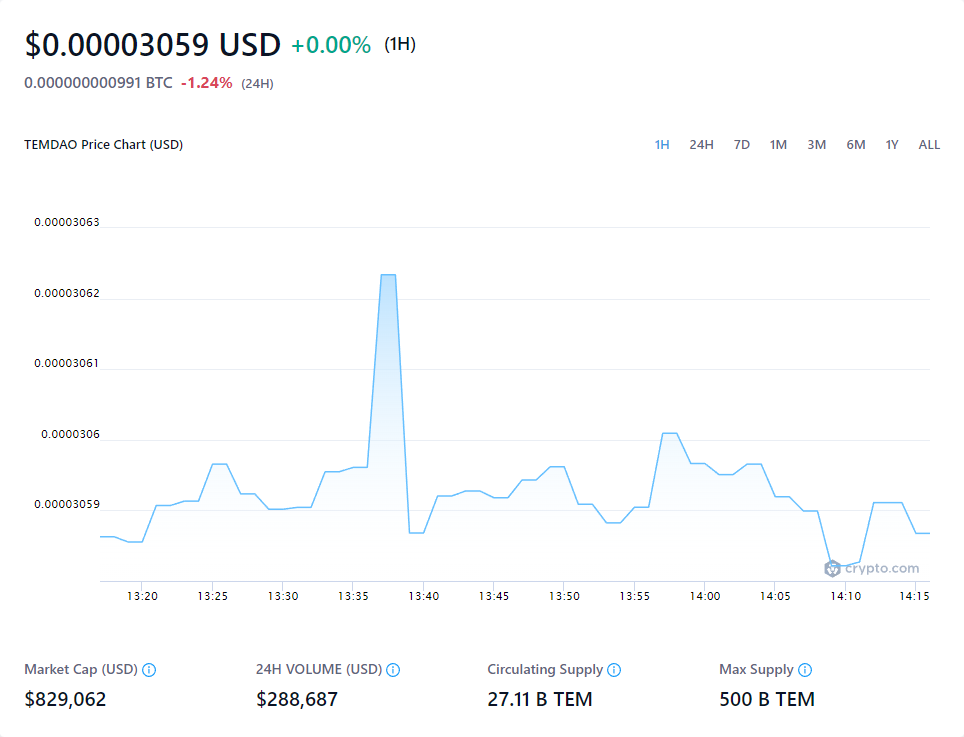 $0.00003059 USD +0.00% (1H)
0.000000000991 BTC -1.24% (24H)
TEMDAO Price Chart (USD) 1H 24H 7D 1M 3M 6M 1Y ALL
0.00003063
0.00003062
0.00003061
0.0000306
0.00003059
crypto.com
13:20 13:25 13:30 13:35 13:40 13:45 13:50 13:55 14:00 14:05 14:10 14:15
Market Cap (USD) 24H VOLUME (USD) Circulating Supply Max Supply
$829,062 $288,687 27.11 B TEM 500 B TEM